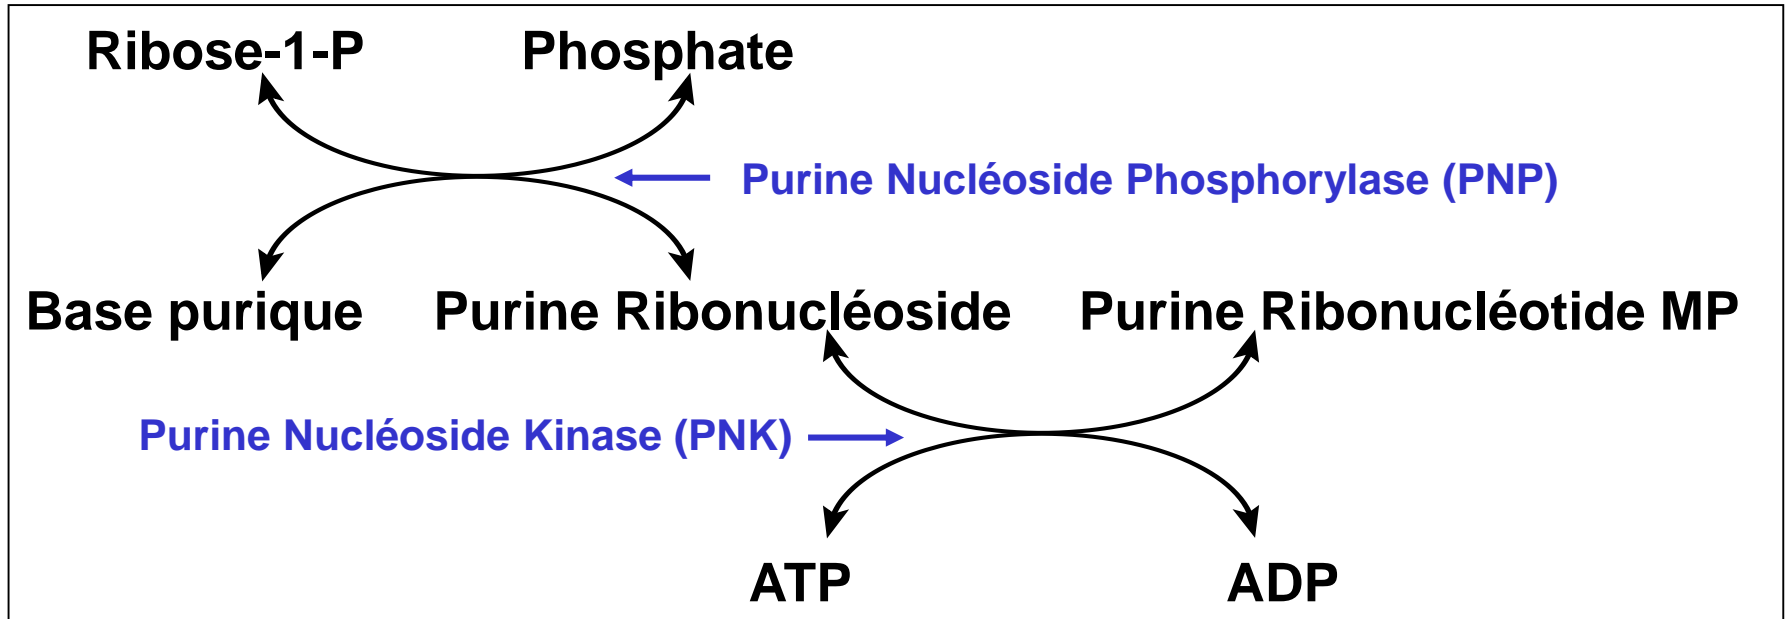 Ribose-1-P Phosphate
Purine Nucléoside Phosphorylase (PNP)
Base purique Purine Ribonucléoside Purine Ribonucléotide MP
Purine Nucléoside Kinase (PNK)
ATP ADP